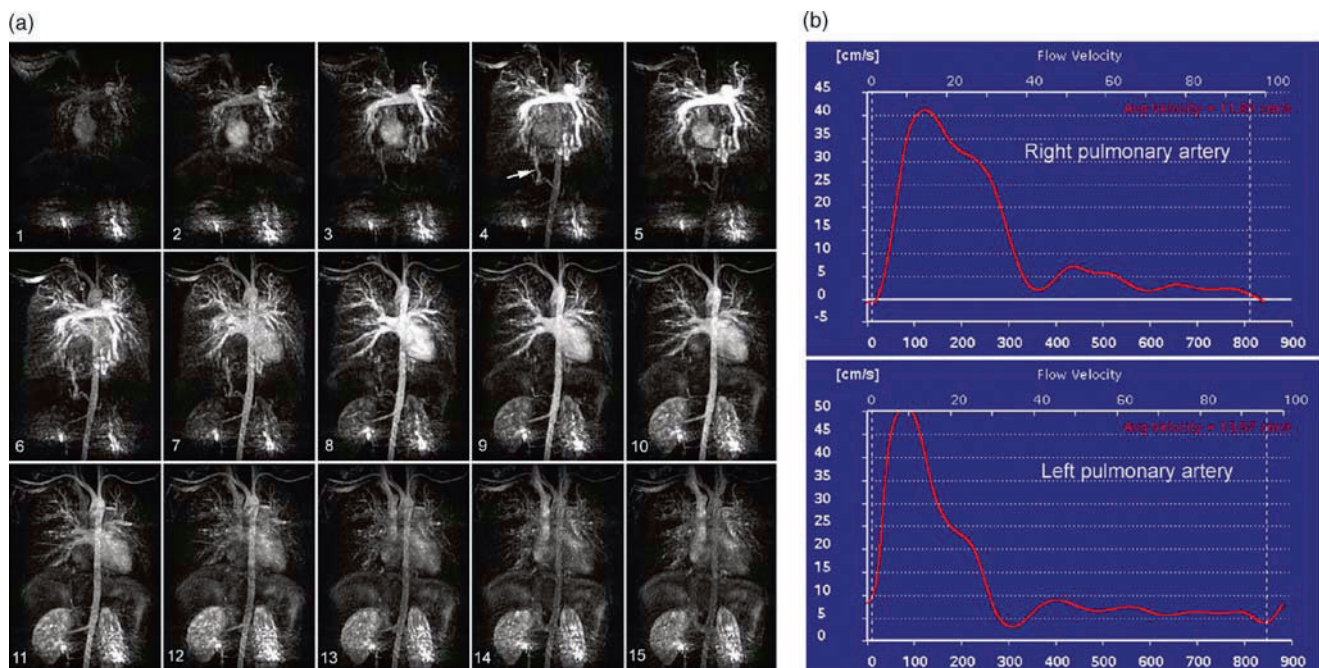 (a)
1 2 3 4 5
6 7 8 9 10
11 12 13 14 15
(b)
[cm/s] Flow Velocity
0 20 40 60 80 100
45
40
35
30
25
20
15
10
5
0
-5
Avg Velocity =
Right pulmonary artery
0 100 200 300 400 500 600 700 800 900
[cm/s] Flow Velocity
0 20 40 60 80 100
50
45
40
35
30
25
20
15
10
5
0
Avg Velocity =
Left pulmonary artery
0 100 200 300 400 500 600 700 800 900